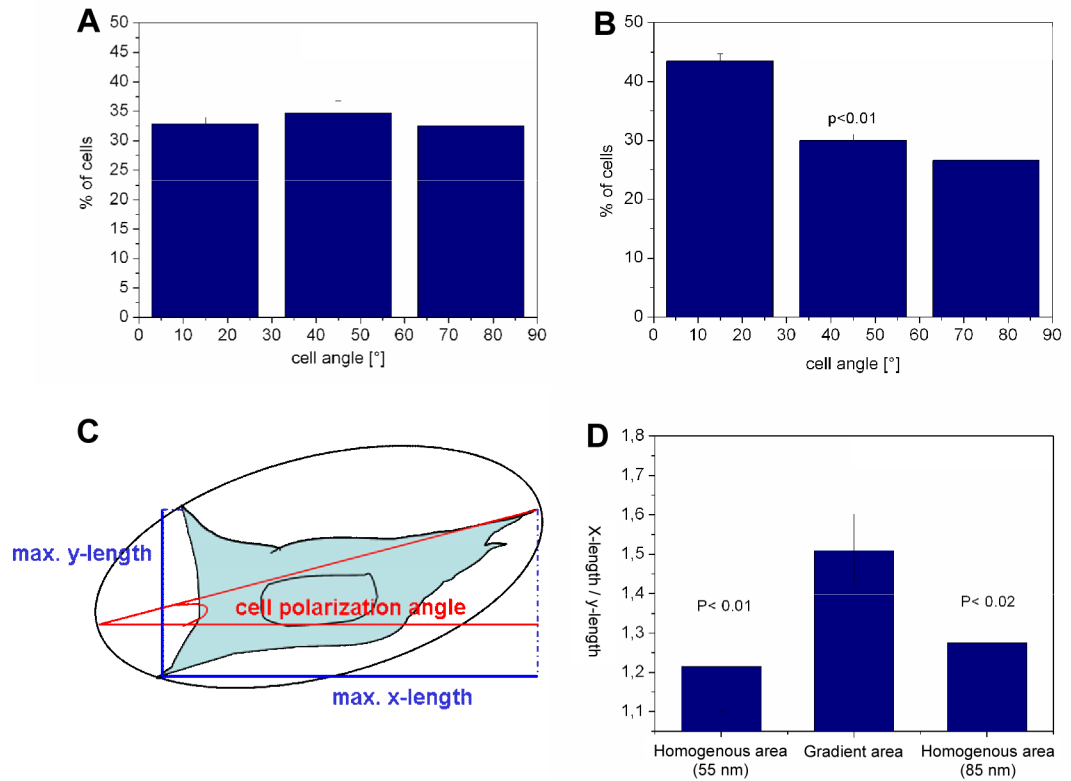 A
50
45
40
35
30
25
20
15
10
5
0
% of cells
0 10 20 30 40 50 60 70 80 90
cell angle [°]
B
50
40
30
20
10
0
% of cells
p<0.01
0 10 20 30 40 50 60 70 80 90
cell angle [°]
C
max. y-length
cell polarization angle
max. x-length
D
1,8
1,7
1,6
1,5
1,4
1,3
1,2
1,1
X-length / y-length
P< 0.01
P< 0.02
Homogenous area Gradient area Homogenous area
(55 nm) (85 nm)